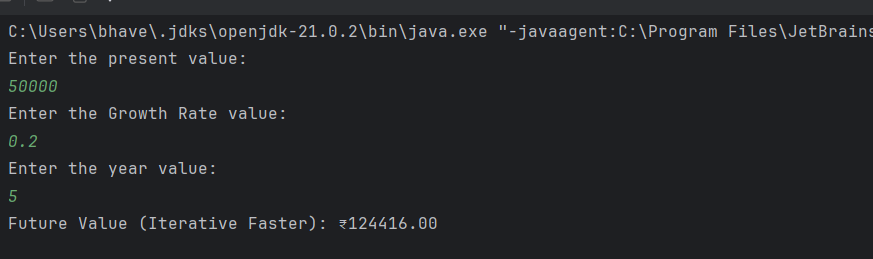 C:\Users\bhave\.jdks\openjdk-21.0.2\bin\java.exe "-javaagent:C:\Program Files\JetBrains
Enter the present value:
50000
Enter the Growth Rate value:
0.2
Enter the year value:
5
Future Value (Iterative Faster): ₹124416.00